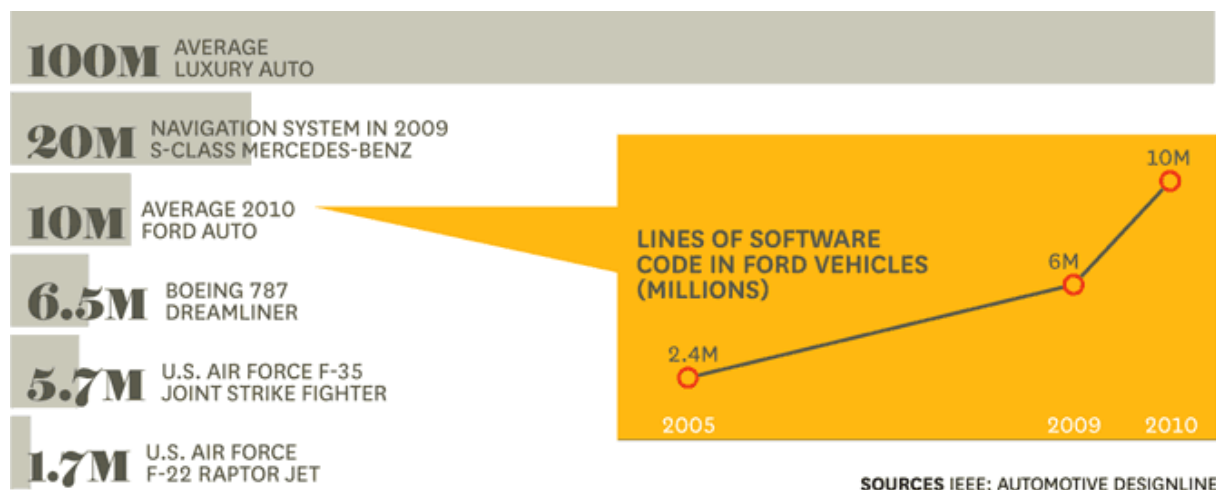 100M AVERAGE
LUXURY AUTO
20M NAVIGATION SYSTEM IN 2009
S-CLASS MERCEDES-BENZ
10M AVERAGE 2010
FORD AUTO
6.5M BOEING 787
DREAMLINER
5.7M U.S. AIR FORCE F-35
JOINT STRIKE FIGHTER
1.7M U.S. AIR FORCE
F-22 RAPTOR JET
LINES OF SOFTWARE
CODE IN FORD VEHICLES
(MILLIONS)
2.4M
6M
10M
2005 2009 2010
SOURCES IEEE; AUTOMOTIVE DESIGNLINE